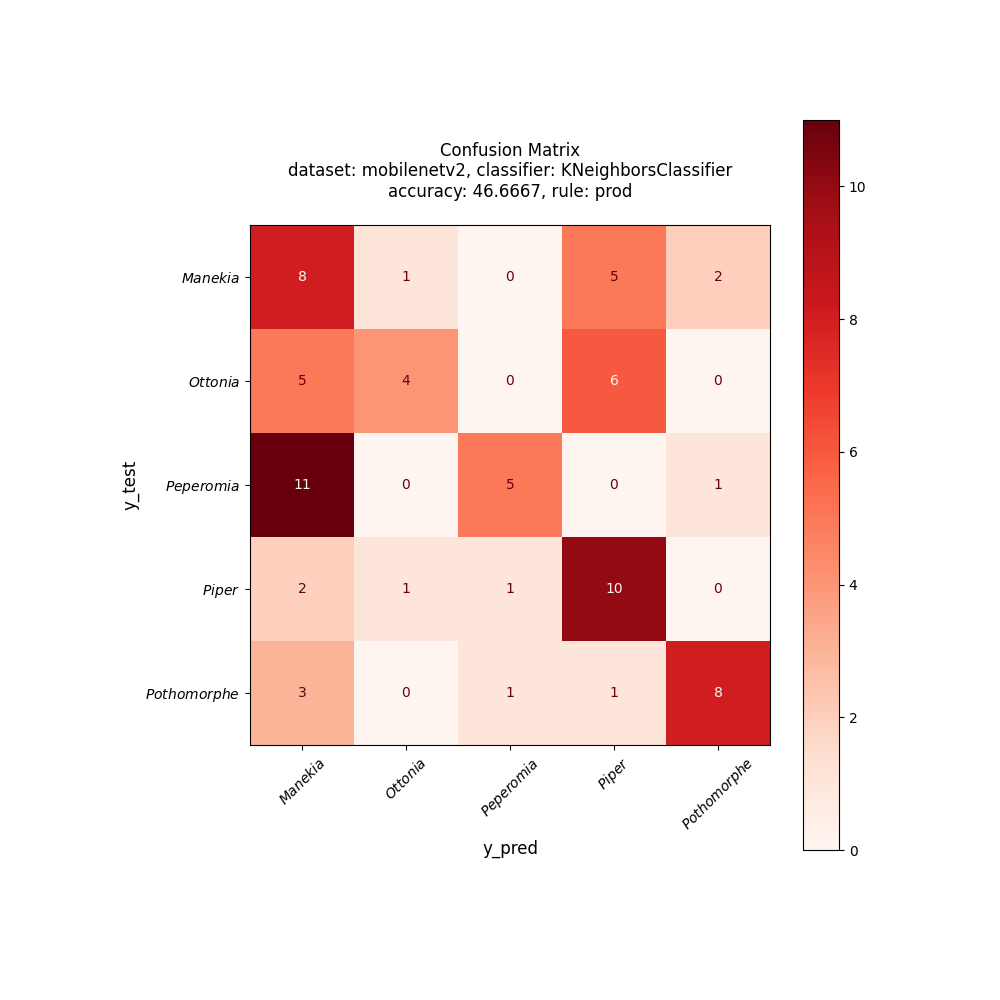 Confusion Matrix
dataset: mobilenetv2, classifier: KNeighborsClassifier
accuracy: 46.6667, rule: prod
Manekia 8 1 0 5 2
Ottonia 5 4 0 6 0
Peperomia 11 0 5 0 1
Piper 2 1 1 10 0
Pothomorphe 3 0 1 1 8
Manekia Ottonia Peperomia Piper Pothomorphe
y_test
y_pred
10
8
6
4
2
0